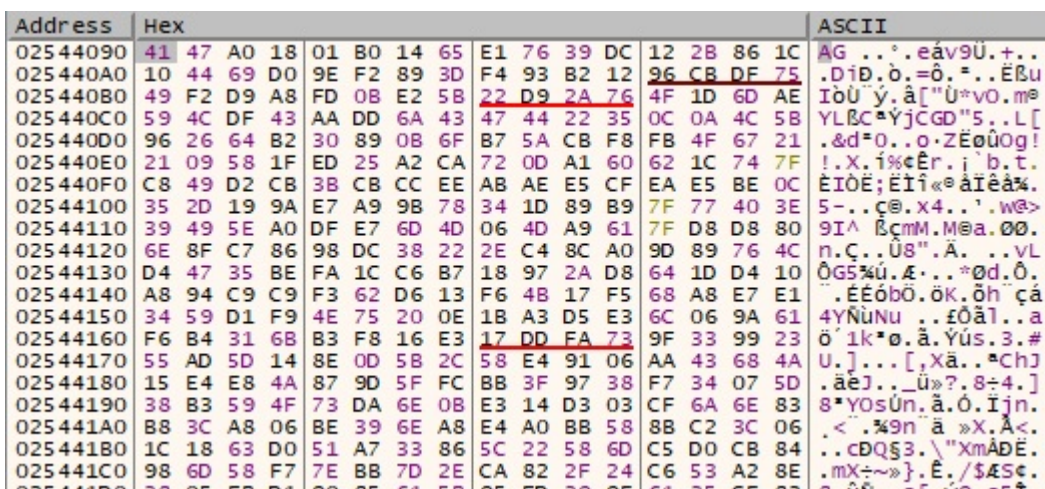 Address Hex ASCII
02544090 41 47 A0 18 01 B0 14 65 E1 76 39 DC 12 2B 86 1C AG ..°.eáv9Ü.+..
025440A0 10 44 69 D0 9E F2 89 3D F4 93 B2 12 96 CB DF 75 .DiÐ.ò.=ô.²..Ëßu
025440B0 49 F2 D9 A8 FD 0B E2 5B 22 D9 2A 76 4F 1D 6D AE IòÙ¨ý.â["Ù*vO.m®
025440C0 59 4C DF 43 AA DD 6A 43 47 44 22 35 0C 0A 4C 5B YLßCªÝjCGD"5..L[
025440D0 96 26 64 B2 30 89 0B 6F B7 5A CB F8 FB 4F 67 21 .&d²0..o·ZËøûOg!
025440E0 21 09 58 1F ED 25 A2 CA 72 0D A1 60 62 1C 74 7F !.X.í%¢Êr.¡`b.t.
025440F0 C8 49 D2 CB 3B CB CC EE AB AE E5 CF EA E5 BE 0C ÈIÒË;ËÌî«®åÏêå¾.
02544100 35 2D 19 9A E7 A9 9B 78 34 1D 89 B9 7F 77 40 3E 5-..ç©.x4..¹.w@>
02544110 39 49 5E A0 DF E7 6D 4D 06 4D A9 61 7F D8 D8 80 9I^ ßçmM.M©a.ØØ.
02544120 6E 8F C7 86 98 DC 38 22 2E C4 8C A0 9D 89 76 4C n.Ç..Ü8".Ä. ..vL
02544130 D4 47 35 BE FA 1C C6 B7 18 97 2A D8 64 1D D4 10 ÔG5¾ú.Æ·..*Ød.Ô.
02544140 A8 94 C9 C9 F3 62 D6 13 F6 4B 17 F5 68 A8 E7 E1 ¨.ÉÉóbÖ.öK.õh¨çá
02544150 34 59 D1 F9 4E 75 20 0E 1B A3 D5 E3 6C 06 9A 61 4YÑùNu ..£Õãl..a
02544160 F6 B4 31 6B B3 F8 16 E3 17 DD FA 73 9F 33 99 23 ö´1k³ø.ã.Ýús.3.#
02544170 55 AD 5D 14 8E 0D 5B 2C 58 E4 91 06 AA 43 68 4A U.]...[,Xä..ªChJ
02544180 15 E4 E8 4A 87 9D 5F FC BB 3F 97 38 F7 34 07 5D .äèJ.._ü»?.8÷4.]
02544190 38 B3 59 4F 73 DA 6E 0B E3 14 D3 03 CF 6A 6E 83 8³YOsÚn.ã.Ó.Ïjn.
025441A0 B8 3C A8 06 BE 39 6E A8 E4 A0 BB 58 8B C2 3C 06 ¸<¨.¾9n¨ä »X.Â<.
025441B0 1C 18 63 D0 51 A7 33 86 5C 22 58 6D C5 D0 CB 84 ..cÐQ§3.\"XmÅÐË.
025441C0 98 6D 58 F7 7E BB 7D 2E CA 82 2F 24 C6 53 A2 8E .mX÷~»}.Ê./$ÆS¢.